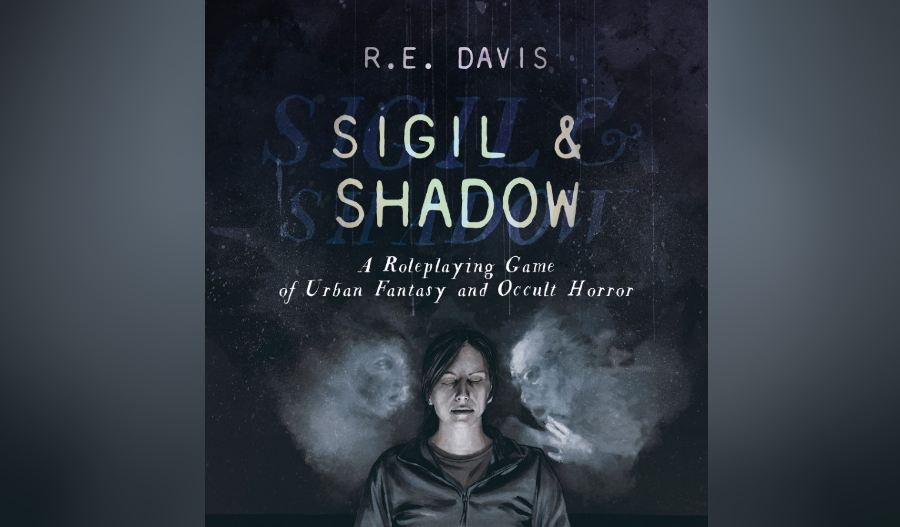 R.E. DAVIS
SIGIL &
SHADOW
A Roleplaying Game
of Urban Fantasy and Occult Horror